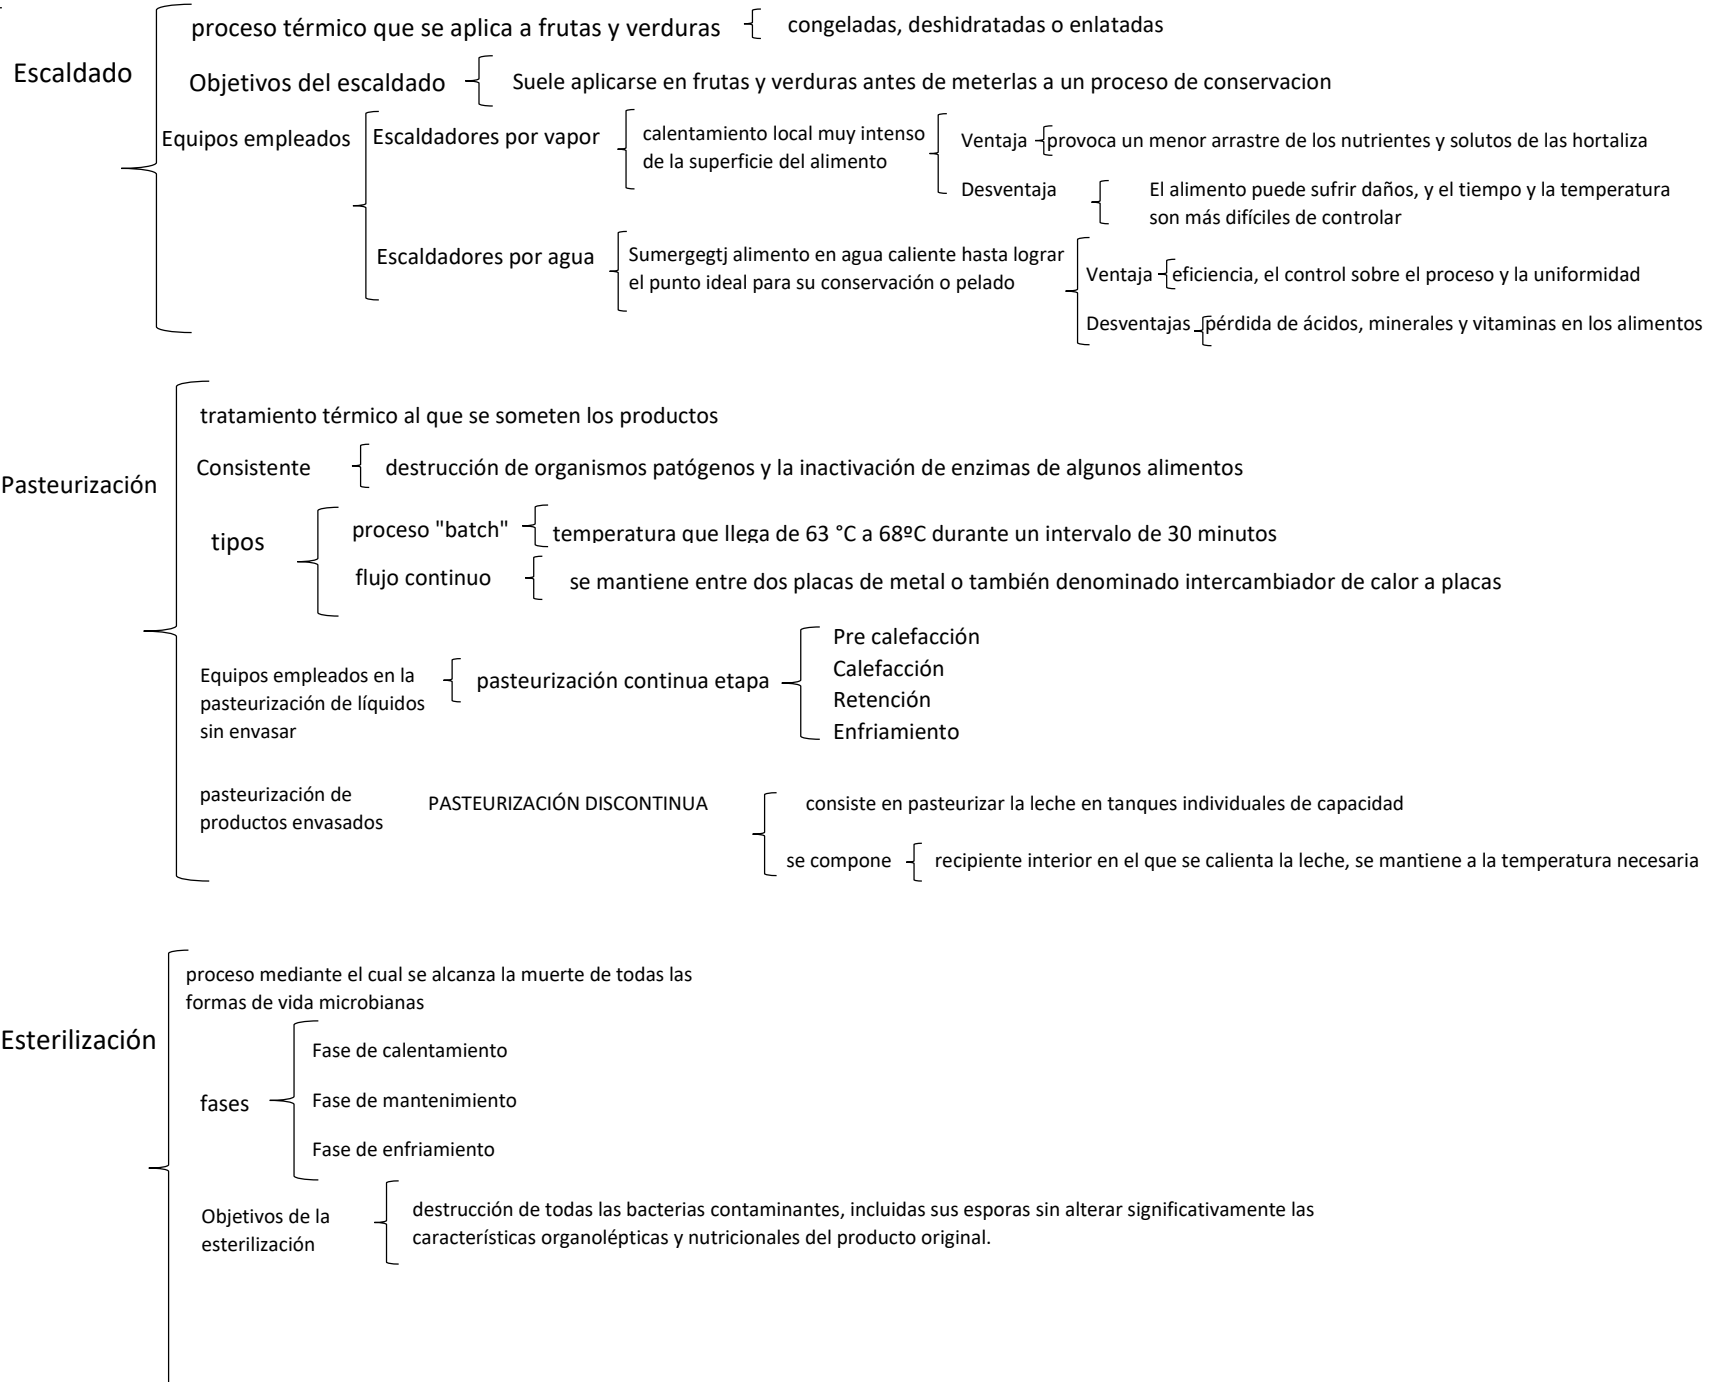 Escaldado
proceso térmico que se aplica a frutas y verduras
congeladas, deshidratadas o enlatadas
Objetivos del escaldado
Suele aplicarse en frutas y verduras antes de meterlas a un proceso de conservacion
Equipos empleados
Escaldadores por vapor
calentamiento local muy intenso
de la superficie del alimento
Ventaja
provoca un menor arrastre de los nutrientes y solutos de las hortaliza
Desventaja
El alimento puede sufrir daños, y el tiempo y la temperatura
son más difíciles de controlar
Escaldadores por agua
Sumergegtj alimento en agua caliente hasta lograr
el punto ideal para su conservación o pelado
Ventaja
eficiencia, el control sobre el proceso y la uniformidad
Desventajas
pérdida de ácidos, minerales y vitaminas en los alimentos
Pasteurización
tratamiento térmico al que se someten los productos
Consistente
destrucción de organismos patógenos y la inactivación de enzimas de algunos alimentos
tipos
proceso "batch"
temperatura que llega de 63 °C a 68ºC durante un intervalo de 30 minutos
flujo continuo
se mantiene entre dos placas de metal o también denominado intercambiador de calor a placas
Equipos empleados en la
pasteurización de líquidos
sin envasar
pasteurización continua etapa
Pre calefacción
Calefacción
Retención
Enfriamiento
pasteurización de
productos envasados
PASTEURIZACIÓN DISCONTINUA
consiste en pasteurizar la leche en tanques individuales de capacidad
se compone
recipiente interior en el que se calienta la leche, se mantiene a la temperatura necesaria
Esterilización
proceso mediante el cual se alcanza la muerte de todas las
formas de vida microbianas
fases
Fase de calentamiento
Fase de mantenimiento
Fase de enfriamiento
Objetivos de la
esterilización
destrucción de todas las bacterias contaminantes, incluidas sus esporas sin alterar significativamente las
características organolépticas y nutricionales del producto original.